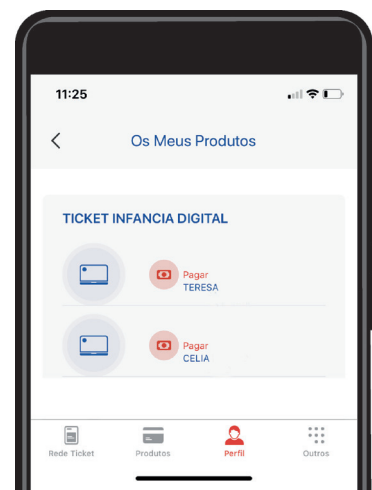 11:25
Os Meus Produtos
TICKET INFANCIA DIGITAL
Pagar
TERESA
Pagar
CELIA
Rede Ticket
Produtos
Perfil
Outros